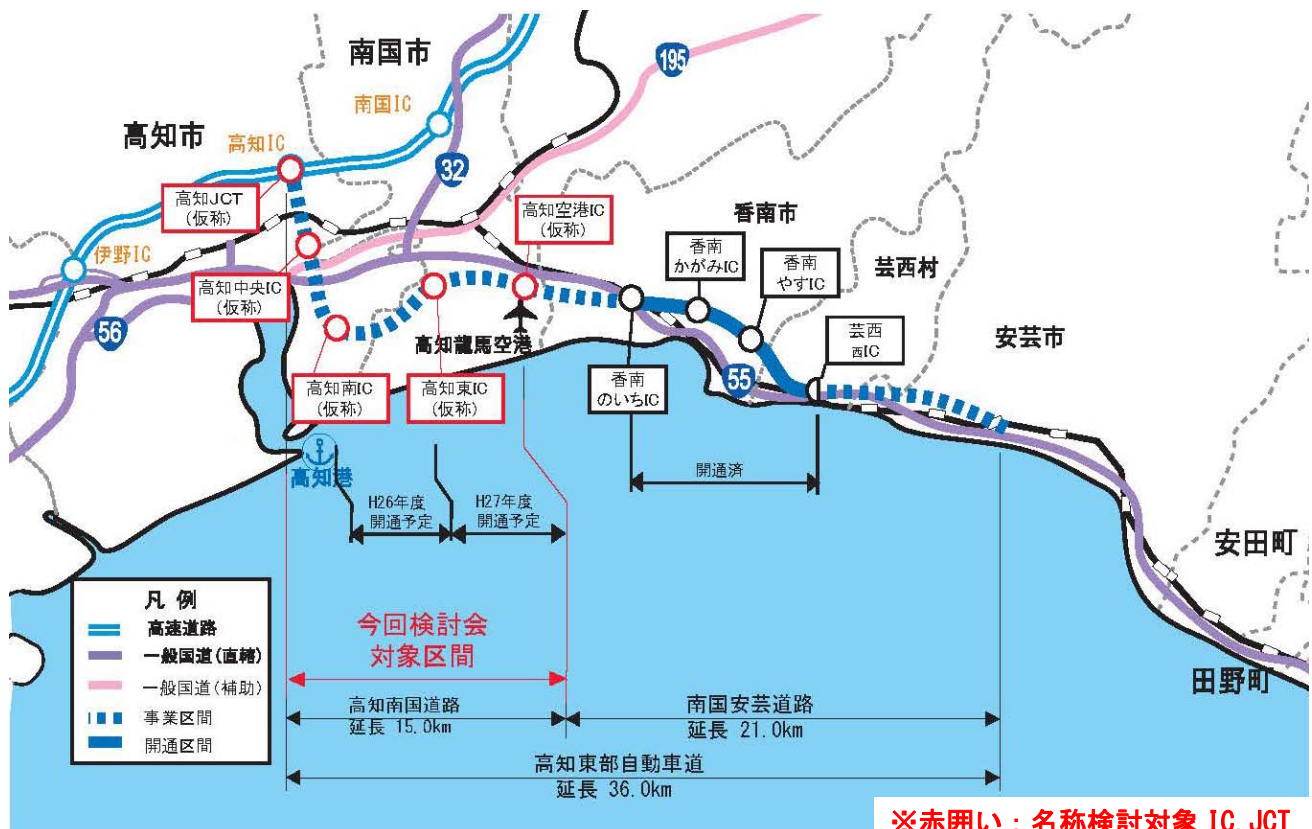 南国市
195
南国IC
高知市
高知IC
32
高知JCT
(仮称)
高知空港IC
(仮称)
香南市
伊野IC
香南
かがみIC
香南
やすIC
芸西村
高知中央IC
(仮称)
56
高知龍馬空港
安芸市
芸西
西IC
高知南IC
(仮称)
高知東IC
(仮称)
香南
のいちIC
55
高知港
開通済
H26年度
開通予定
H27年度
開通予定
安田町
凡 例
高速道路
一般国道(直轄)
一般国道(補助)
事業区間
開通区間
今回検討会
対象区間
田野町
高知南国道路
延長 15.0km
南国安芸道路
延長 21.0km
高知東部自動車道
延長 36.0km
※赤囲い：名称検討対象 IC,JCT